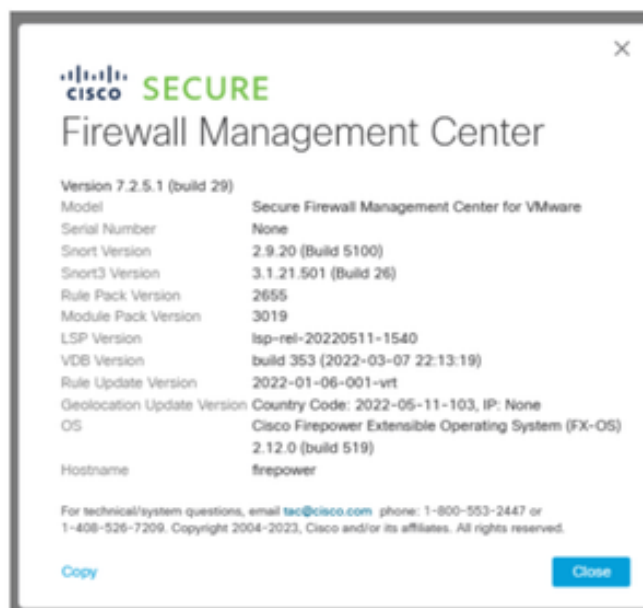 cisco SECURE
Firewall Management Center
Version 7.2.5.1 (build 29)
Model Secure Firewall Management Center for VMware
Serial Number None
Snort Version 2.9.20 (Build 5100)
Snort3 Version 3.1.21.501 (Build 26)
Rule Pack Version 2655
Module Pack Version 3019
LSP Version lsp-rel-20220511-1540
VDB Version build 353 (2022-03-07 22:13:19)
Rule Update Version 2022-01-06-001-vrt
Geolocation Update Version Country Code: 2022-05-11-103, IP: None
OS Cisco Firepower Extensible Operating System (FX-OS)
2.12.0 (build 519)
Hostname firepower
For technical/system questions, email tac@cisco.com phone: 1-800-553-2447 or
1-408-526-7209. Copyright 2004-2023, Cisco and/or its affiliates. All rights reserved.
Copy Close